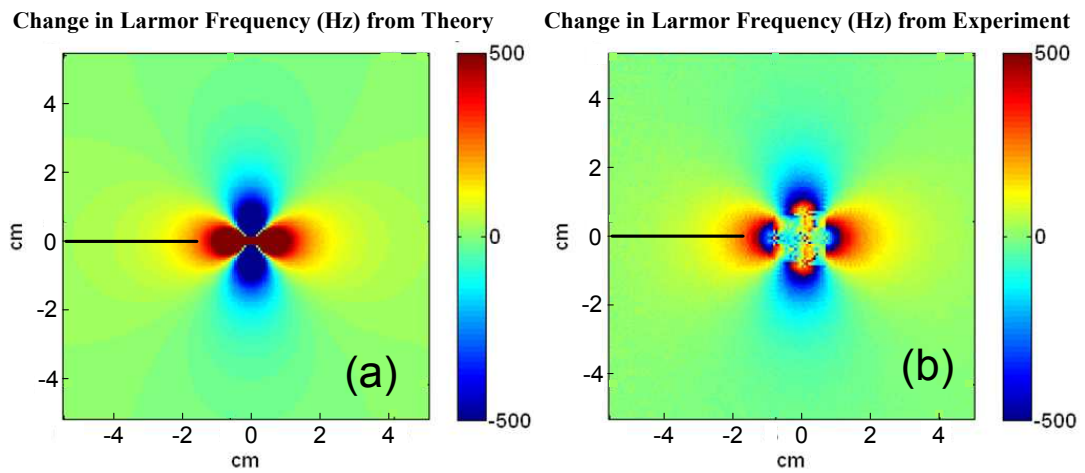 Change in Larmor Frequency (Hz) from Theory
Change in Larmor Frequency (Hz) from Experiment
500
0
-500
4
2
0
-2
-4
cm
-4 -2 0 2 4
cm
(a)
500
0
-500
4
2
0
-2
-4
cm
-4 -2 0 2 4
cm
(b)